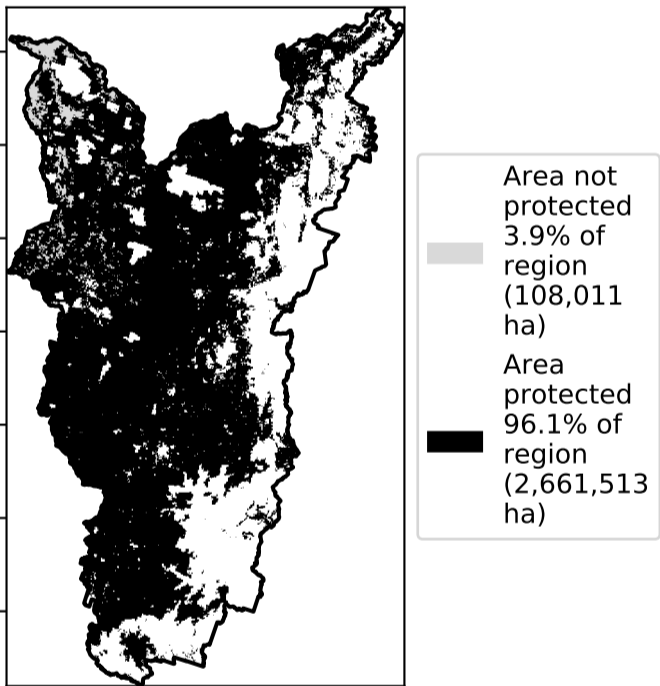 Area not
protected
3.9% of
region
(108,011
ha)
Area
protected
96.1% of
region
(2,661,513
ha)